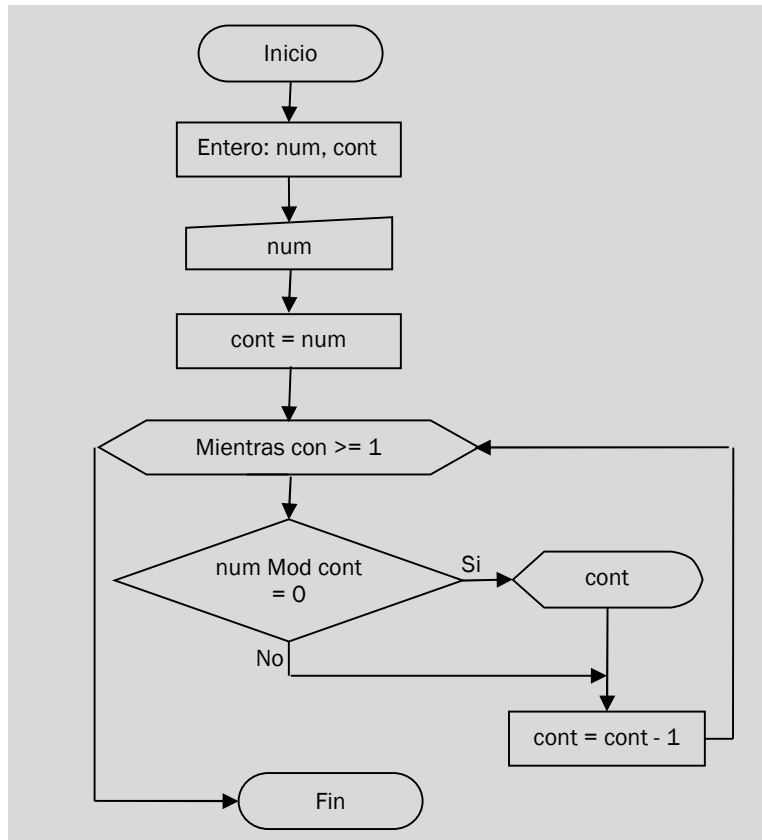 Inicio
Entero: num, cont
num
cont = num
Mientras con >= 1
num Mod cont
= 0
Si
cont
No
cont = cont - 1
Fin